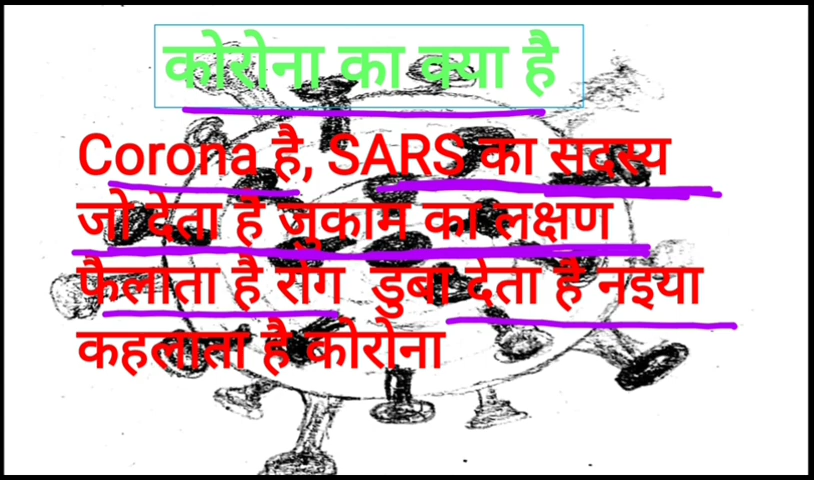 कोरोना का क्या है
Corona है, SARS का सदस्य
जो देता है जुकाम का लक्षण
फैलाता है रोग डुबा देता है नइया
कहलाता है कोरोना